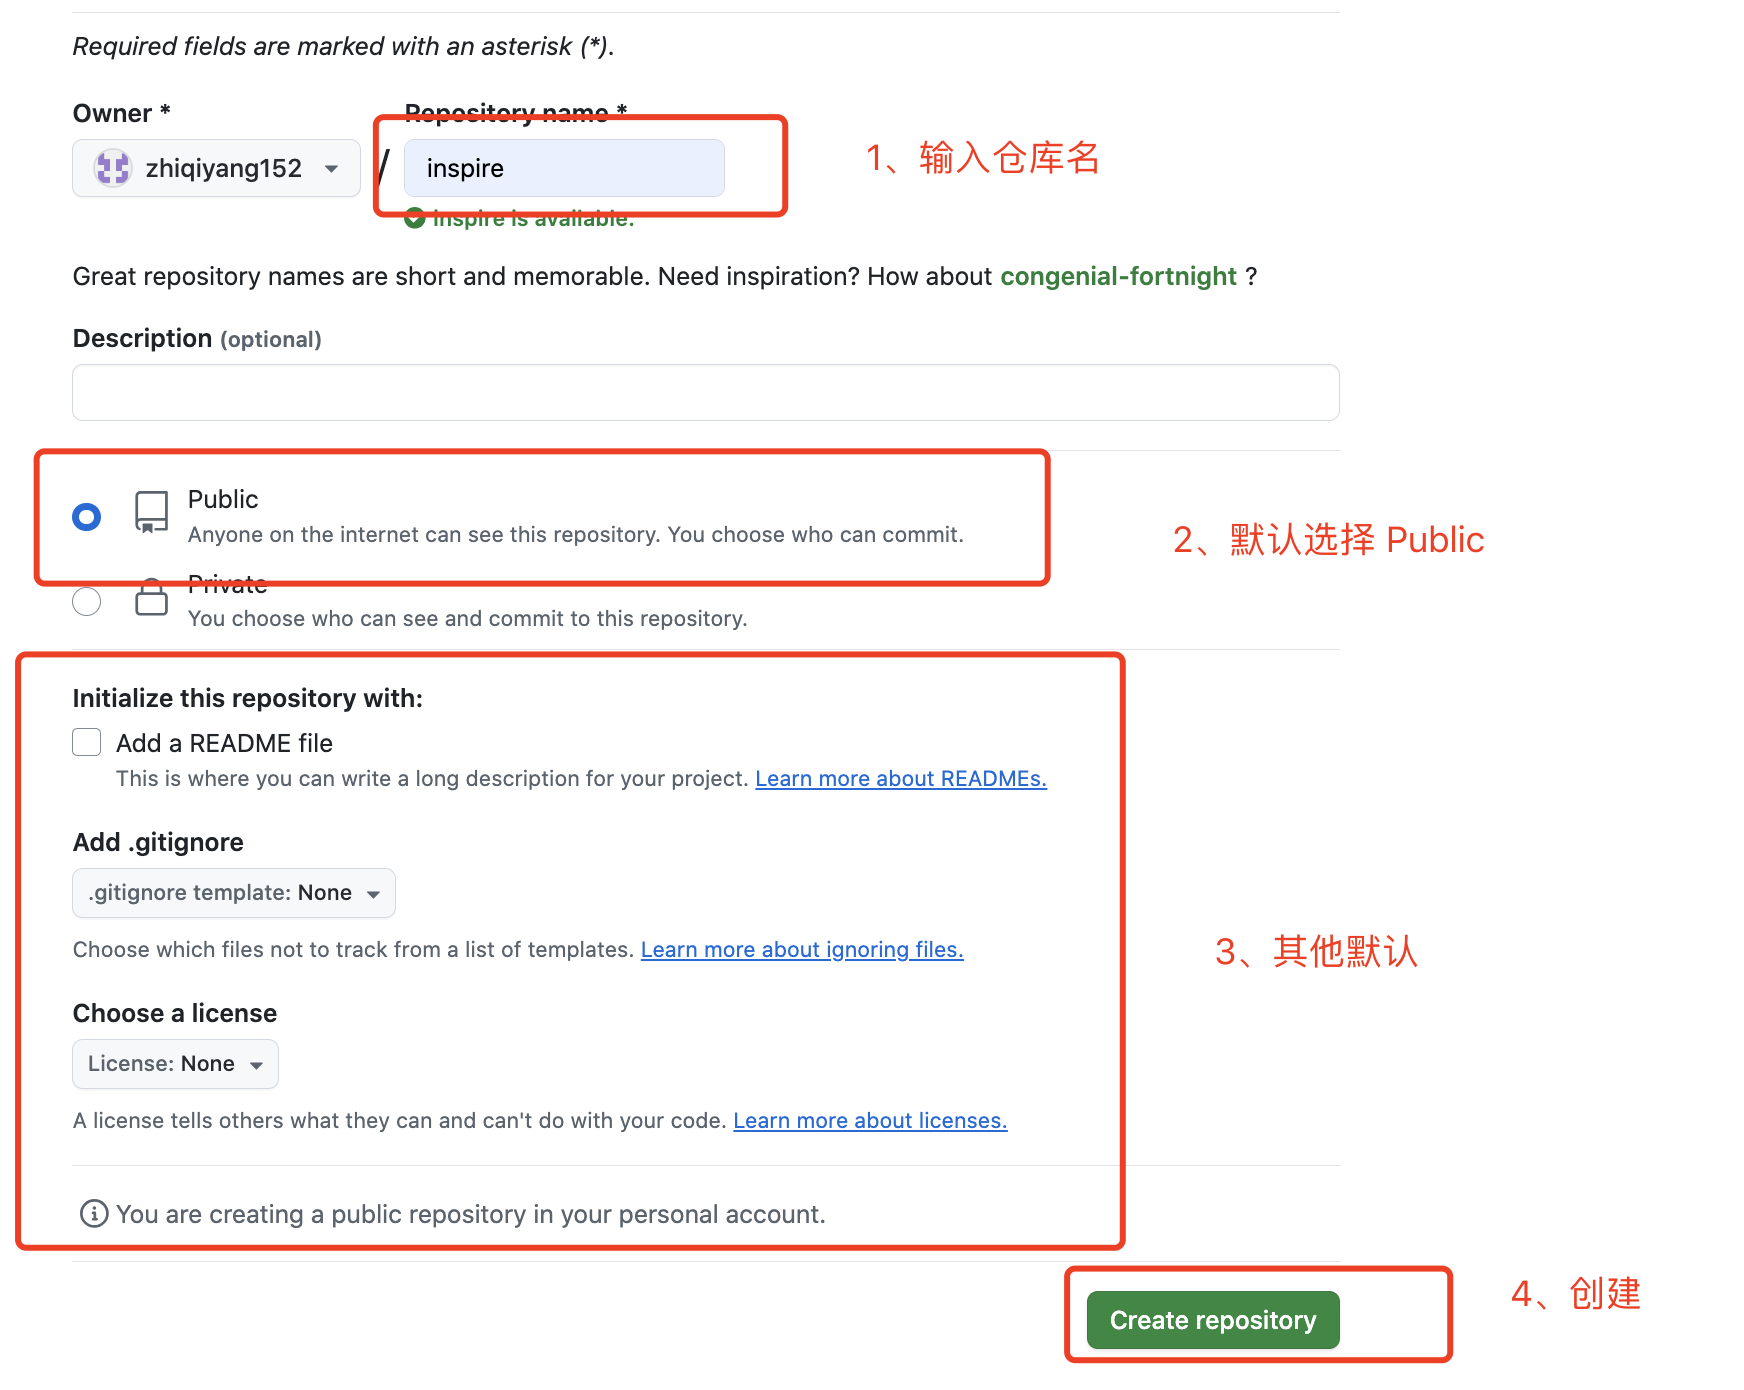 Required fields are marked with an asterisk (*).
Owner *
Repository name *
zhiqiyang152
/
inspire
1、输入仓库名
inspire is available.
Great repository names are short and memorable. Need inspiration? How about congenial-fortnight ?
Description (optional)
Public
Anyone on the internet can see this repository. You choose who can commit.
2、默认选择 Public
Private
You choose who can see and commit to this repository.
Initialize this repository with:
Add a README file
This is where you can write a long description for your project. Learn more about READMEs.
Add .gitignore
.gitignore template: None
Choose which files not to track from a list of templates. Learn more about ignoring files.
3、其他默认
Choose a license
License: None
A license tells others what they can and can't do with your code. Learn more about licenses.
You are creating a public repository in your personal account.
Create repository
4、创建